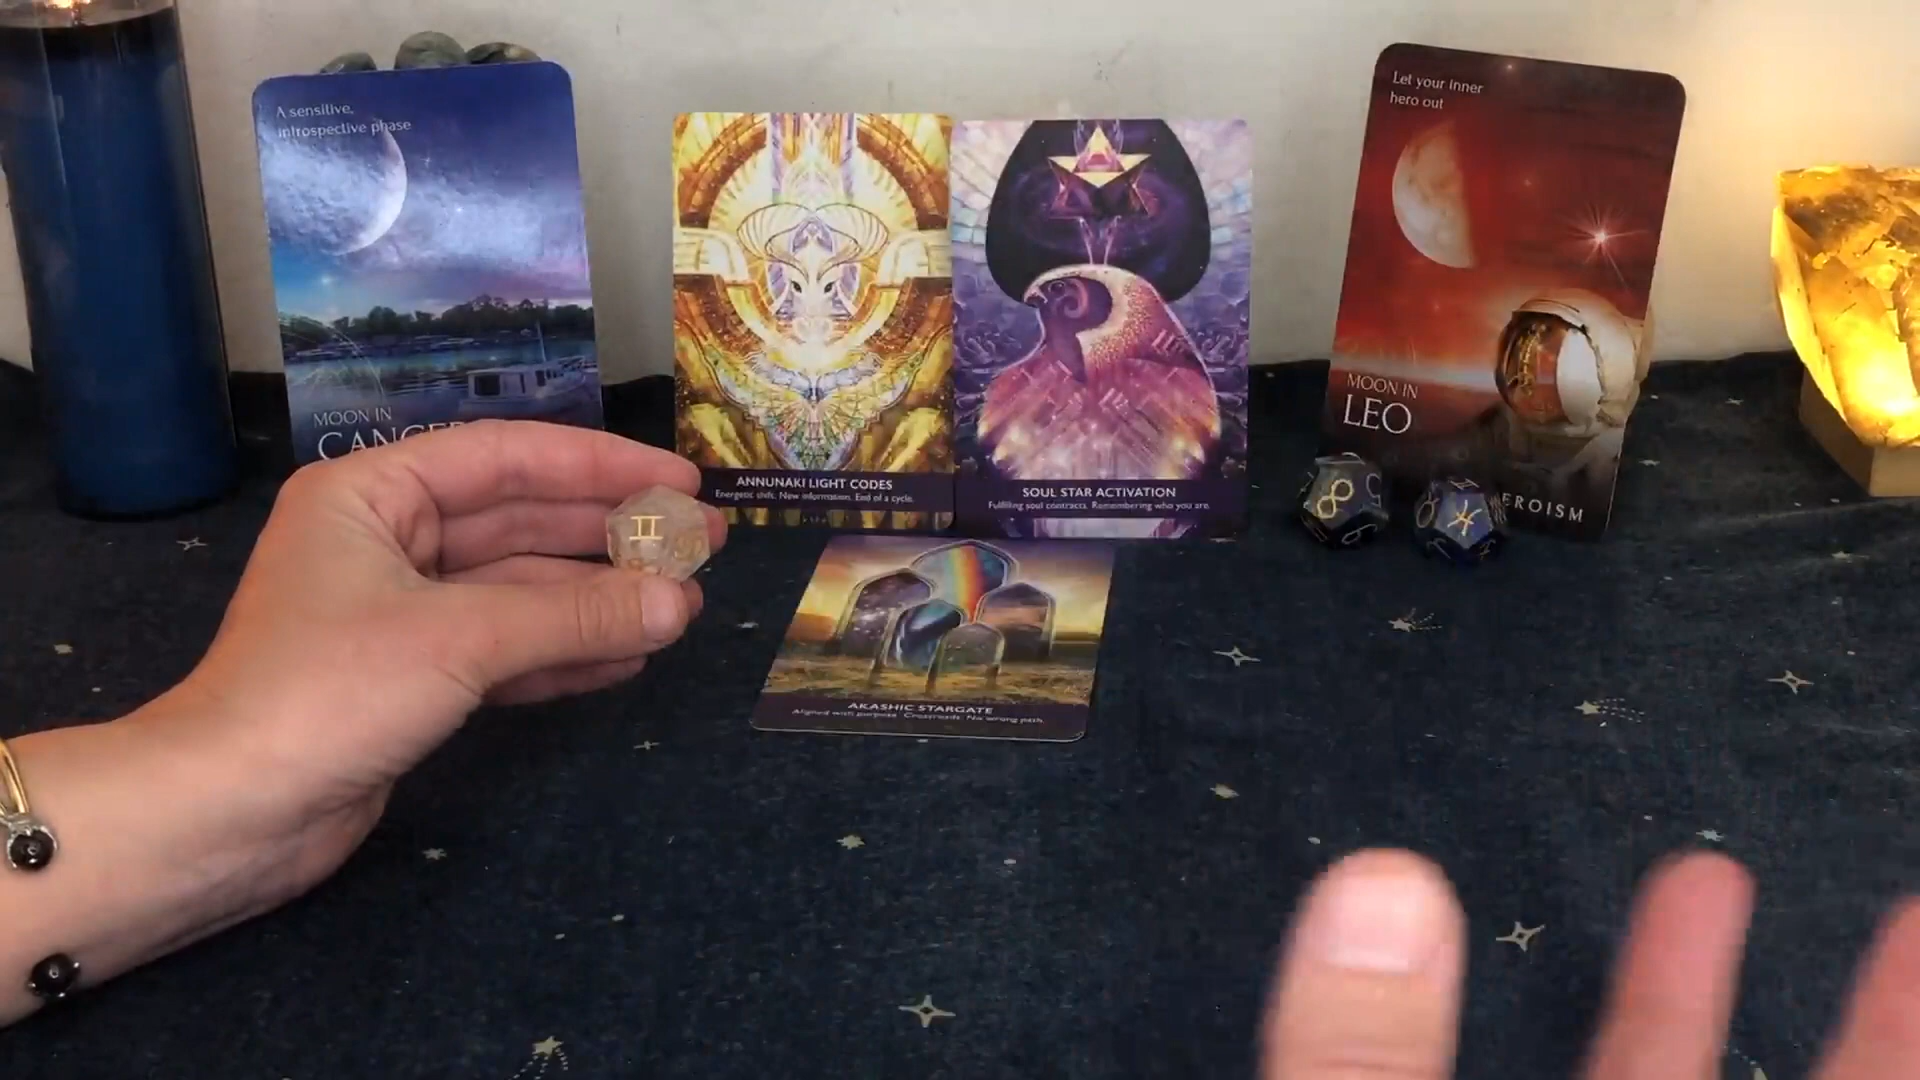 A sensitive,
introspective phase
MOON IN
CANCER
ANNUNAKI LIGHT CODES
Energetic shift. New information. End of a cycle.
SOUL STAR ACTIVATION
Fulfilling soul contracts. Remembering who you are.
AKASHIC STARGATE
Aligned with purpose. Crossroads. No wrong path.
Let your inner
hero out
MOON IN
LEO
EROISM